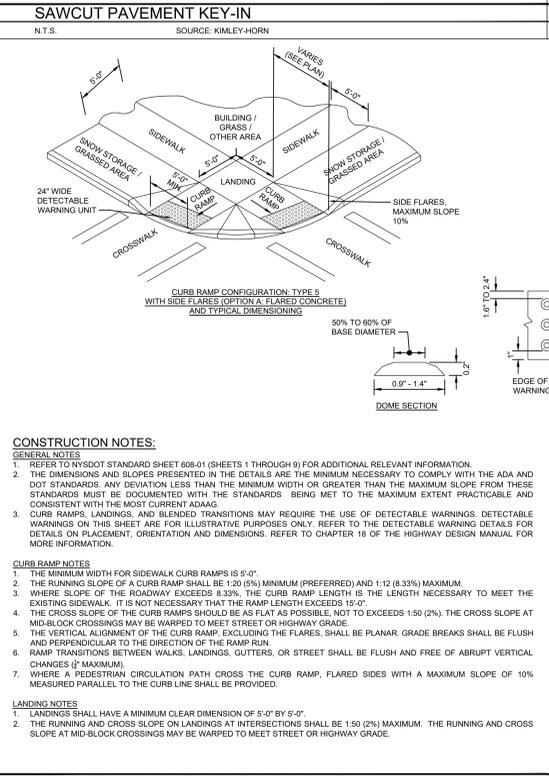 SAWCUT PAVEMENT KEY-IN
N.T.S. SOURCE: KIMLEY-HORN
5'-0"
VARIES
(SEE PLAN)
5'-0"
BUILDING /
GRASS /
OTHER AREA
SIDEWALK
SIDEWALK
SNOW STORAGE /
GRASSED AREA
SNOW STORAGE /
GRASSED AREA
5'-0"
5'-0"
5'-0"
MIN.
LANDING
CURB
RAMP
CURB
RAMP
24" WIDE
DETECTABLE
WARNING UNIT
SIDE FLARES,
MAXIMUM SLOPE
10%
CROSSWALK
CROSSWALK
CURB RAMP CONFIGURATION: TYPE 5
WITH SIDE FLARES (OPTION A: FLARED CONCRETE)
AND TYPICAL DIMENSIONING
50% TO 60% OF
BASE DIAMETER
0.2"
0.9" - 1.4"
DOME SECTION
1.6" TO 2.4"
1"
EDGE OF
WARNING
CONSTRUCTION NOTES:
GENERAL NOTES
1. REFER TO NYSDOT STANDARD SHEET 608-01 (SHEETS 1 THROUGH 9) FOR ADDITIONAL RELEVANT INFORMATION.
2. THE DIMENSIONS AND SLOPES PRESENTED IN THE DETAILS ARE THE MINIMUM NECESSARY TO COMPLY WITH THE ADA AND
DOT STANDARDS. ANY DEVIATION LESS THAN THE MINIMUM WIDTH OR GREATER THAN THE MAXIMUM SLOPE FROM THESE
STANDARDS MUST BE DOCUMENTED WITH THE STANDARDS BEING MET TO THE MAXIMUM EXTENT PRACTICABLE AND
CONSISTENT WITH THE MOST CURRENT ADAAG.
3. CURB RAMPS, LANDINGS, AND BLENDED TRANSITIONS MAY REQUIRE THE USE OF DETECTABLE WARNINGS. DETECTABLE
WARNINGS ON THIS SHEET ARE FOR ILLUSTRATIVE PURPOSES ONLY. REFER TO THE DETECTABLE WARNING DETAILS FOR
DETAILS ON PLACEMENT, ORIENTATION AND DIMENSIONS. REFER TO CHAPTER 18 OF THE HIGHWAY DESIGN MANUAL FOR
MORE INFORMATION.
CURB RAMP NOTES
1. THE MINIMUM WIDTH FOR SIDEWALK CURB RAMPS IS 5'-0".
2. THE RUNNING SLOPE OF A CURB RAMP SHALL BE 1:20 (5%) MINIMUM (PREFERRED) AND 1:12 (8.33%) MAXIMUM.
3. WHERE SLOPE OF THE ROADWAY EXCEEDS 8.33%, THE CURB RAMP LENGTH IS THE LENGTH NECESSARY TO MEET THE
EXISTING SIDEWALK. IT IS NOT NECESSARY THAT THE RAMP LENGTH EXCEEDS 15'-0".
4. THE CROSS SLOPE OF THE CURB RAMPS SHOULD BE AS FLAT AS POSSIBLE, NOT TO EXCEEDS 1:50 (2%). THE CROSS SLOPE AT
MID-BLOCK CROSSINGS MAY BE WARPED TO MEET STREET OR HIGHWAY GRADE.
5. THE VERTICAL ALIGNMENT OF THE CURB RAMP, EXCLUDING THE FLARES, SHALL BE PLANAR. GRADE BREAKS SHALL BE FLUSH
AND PERPENDICULAR TO THE DIRECTION OF THE RAMP RUN.
6. RAMP TRANSITIONS BETWEEN WALKS, LANDINGS, GUTTERS, OR STREET SHALL BE FLUSH AND FREE OF ABRUPT VERTICAL
CHANGES ( MAXIMUM).
7. WHERE A PEDESTRIAN CIRCULATION PATH CROSS THE CURB RAMP, FLARED SIDES WITH A MAXIMUM SLOPE OF 10%
MEASURED PARALLEL TO THE CURB LINE SHALL BE PROVIDED.
LANDING NOTES
1. LANDINGS SHALL HAVE A MINIMUM CLEAR DIMENSION OF 5'-0" BY 5'-0".
2. THE RUNNING AND CROSS SLOPE ON LANDINGS AT INTERSECTIONS SHALL BE 1:50 (2%) MAXIMUM. THE RUNNING AND CROSS
SLOPE AT MID-BLOCK CROSSINGS MAY BE WARPED TO MEET STREET OR HIGHWAY GRADE.